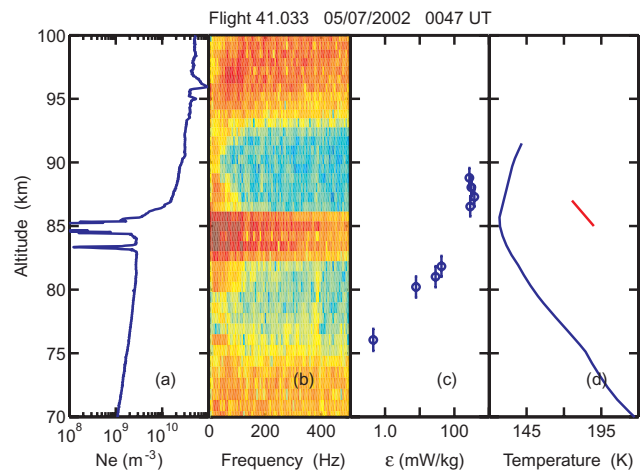 Flight 41.033 05/07/2002 0047 UT
100
95
90
85
80
75
70
Altitude (km)
(a) (b) (c) (d)
10^8 10^9 10^10 0 200 400 1.0 100 145 195
Ne (m^-3) Frequency (Hz) ε (mW/kg) Temperature (K)